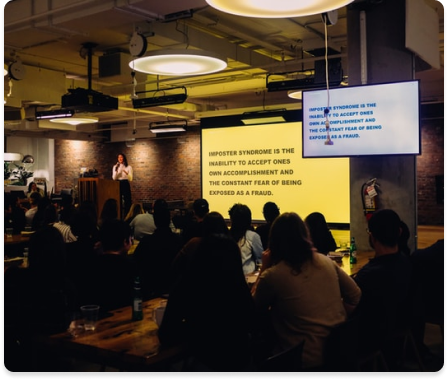 IMPOSTER SYNDROME IS THE
INABILITY TO ACCEPT ONES
OWN ACCOMPLISHMENT AND
THE CONSTANT FEAR OF BEING
EXPOSED AS A FRAUD.
IMPOSTER SYNDROME IS THE
INABILITY TO ACCEPT ONES
OWN ACCOMPLISHMENT AND
THE CONSTANT FEAR OF BEING
EXPOSED AS A FRAUD.